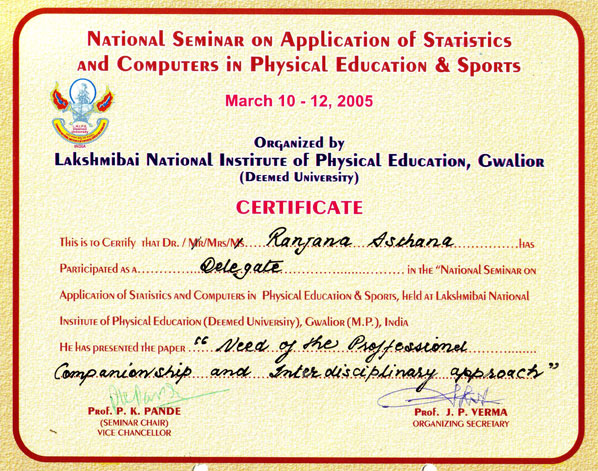 National Seminar on Application of Statistics
and Computers in Physical Education & Sports
March 10 - 12, 2005
Organized by
Lakshmibai National Institute of Physical Education, Gwalior
(Deemed University)
CERTIFICATE
This is to Certify that Dr. / Mr/Mrs/Ms. Ranjana Asthana has
Participated as a Delegate in the "National Seminar on
Application of Statistics and Computers in Physical Education & Sports, held at Lakshmibai National
Institute of Physical Education (Deemed University), Gwalior (M.P.), India
He has presented the paper "Need of the Proffessional
Companionship and Interdisciplinary approach"
Prof. P. K. PANDE
(SEMINAR CHAIR)
VICE CHANCELLOR
Prof. J. P. VERMA
ORGANIZING SECRETARY